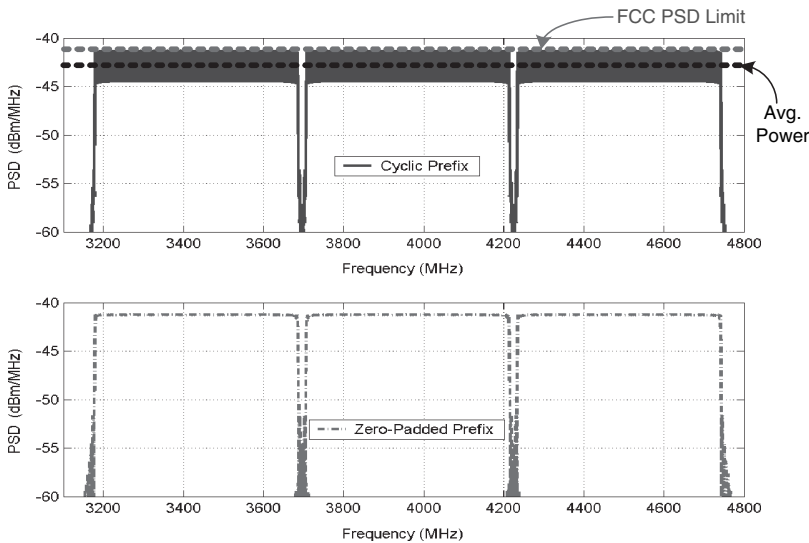 FCC PSD Limit
-40
-45
-50
-55
-60
PSD (dBm/MHz)
Avg.
Power
Cyclic Prefix
3200 3400 3600 3800 4000 4200 4400 4600 4800
Frequency (MHz)
-40
-45
-50
-55
-60
PSD (dBm/MHz)
Zero-Padded Prefix
3200 3400 3600 3800 4000 4200 4400 4600 4800
Frequency (MHz)